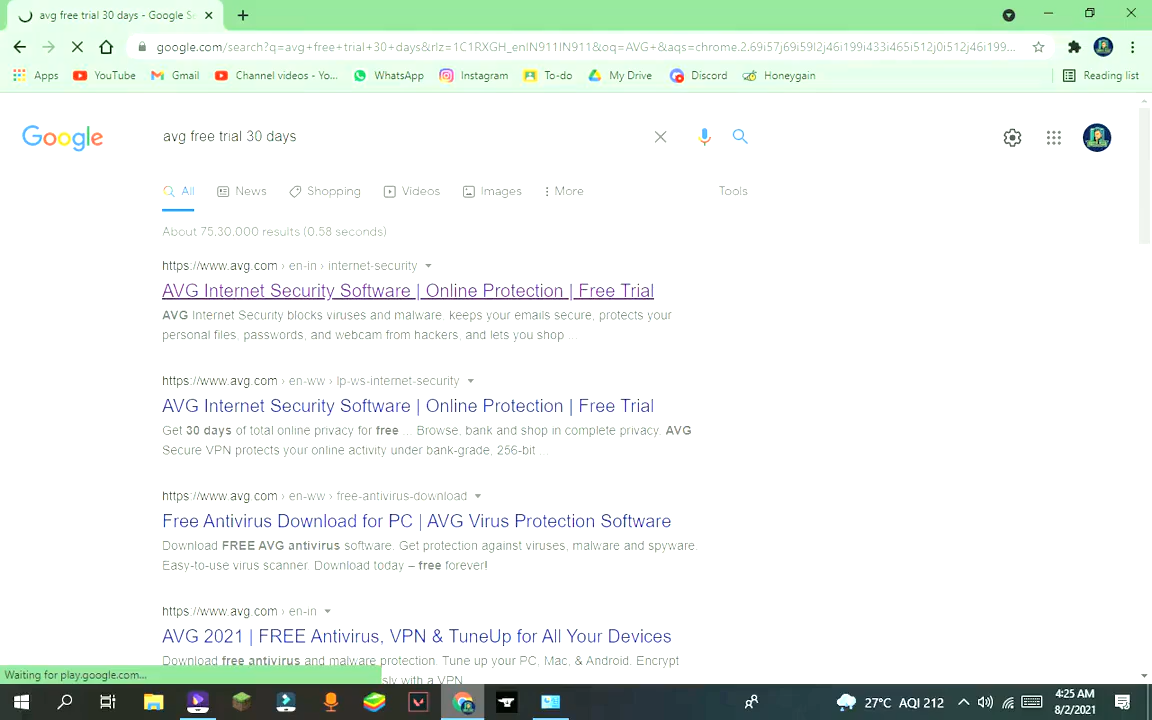 avg free trial 30 days - Google S
google.com/search?q=avg+free+trial+30+days&rlz=1C1RXGH_enIN911IN911&oq=AVG+&aqs=chrome.2.69i57j69i59l2j46i199i433i465i512j0i512j46i199...
Apps YouTube Gmail Channel videos - Yo... WhatsApp Instagram To-do My Drive Discord Honeygain Reading list
Google avg free trial 30 days
All News Shopping Videos Images More Tools
About 75,30,000 results (0.58 seconds)
https://www.avg.com › en-in › internet-security
AVG Internet Security Software | Online Protection | Free Trial
AVG Internet Security blocks viruses and malware, keeps your emails secure, protects your
personal files, passwords, and webcam from hackers, and lets you shop ...
https://www.avg.com › en-ww › lp-ws-internet-security
AVG Internet Security Software | Online Protection | Free Trial
Get 30 days of total online privacy for free ... Browse, bank and shop in complete privacy. AVG
Secure VPN protects your online activity under bank-grade, 256-bit ...
https://www.avg.com › en-ww › free-antivirus-download
Free Antivirus Download for PC | AVG Virus Protection Software
Download FREE AVG antivirus software. Get protection against viruses, malware and spyware.
Easy-to-use virus scanner. Download today – free forever!
https://www.avg.com › en-in
AVG 2021 | FREE Antivirus, VPN & TuneUp for All Your Devices
Download free antivirus and malware protection. Tune up your PC, Mac, & Android. Encrypt
sly with a VPN
Waiting for play.google.com...
27°C AQI 212
4:25 AM
8/2/2021